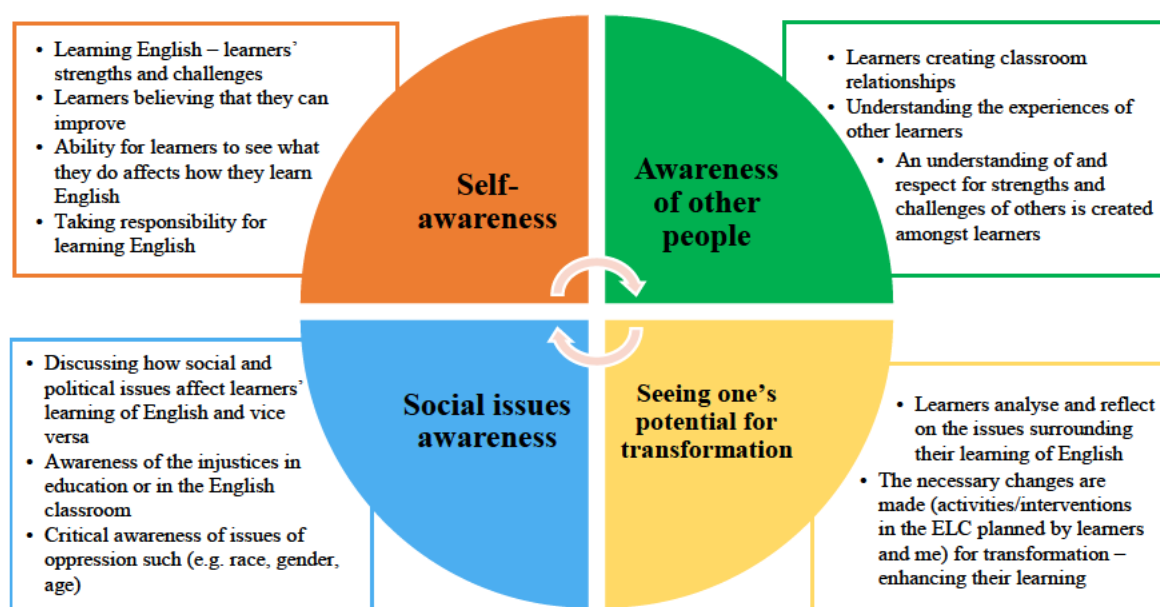 • Learning English – learners'
strengths and challenges
• Learners believing that they can
improve
• Ability for learners to see what
they do affects how they learn
English
• Taking responsibility for
learning English
Self-
awareness
Awareness
of other
people
• Learners creating classroom
relationships
• Understanding the experiences of
other learners
• An understanding of and
respect for strengths and
challenges of others is created
amongst learners
• Discussing how social and
political issues affect learners'
learning of English and vice
versa
• Awareness of the injustices in
education or in the English
classroom
• Critical awareness of issues of
oppression such (e.g. race, gender,
age)
Social issues
awareness
Seeing one's
potential for
transformation
• Learners analyse and reflect
on the issues surrounding
their learning of English
• The necessary changes are
made (activities/interventions
in the ELC planned by learners
and me) for transformation –
enhancing their learning